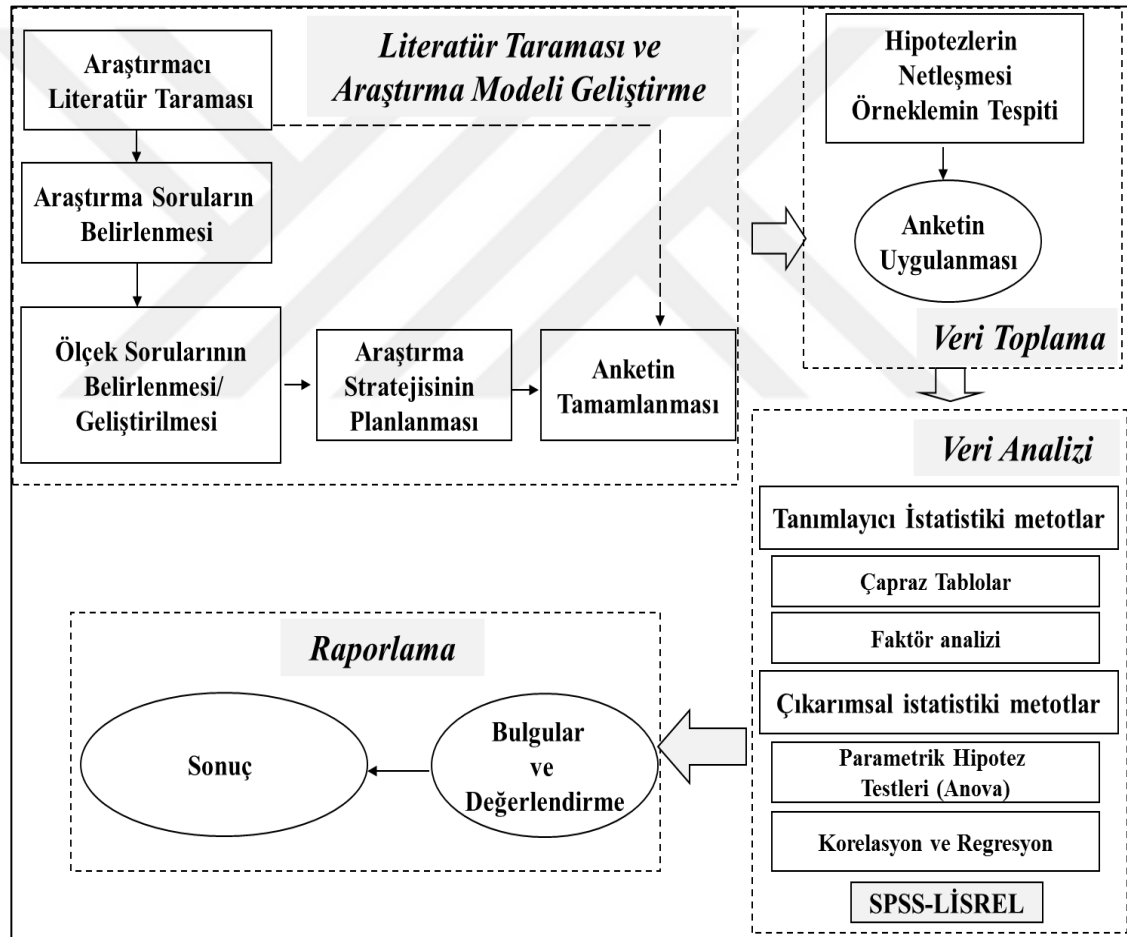 Literatür Taraması ve
Araştırma Modeli Geliştirme
Araştırmacı
Literatür Taraması
Araştırma Soruların
Belirlenmesi
Ölçek Sorularının
Belirlenmesi/
Geliştirilmesi
Araştırma
Stratejisinin
Planlanması
Anketin
Tamamlanması
Hipotezlerin
Netleşmesi
Örneklemin Tespiti
Anketin
Uygulanması
Veri Toplama
Veri Analizi
Tanımlayıcı İstatistiki metotlar
Çapraz Tablolar
Faktör analizi
Çıkarımsal istatistiki metotlar
Parametrik Hipotez
Testleri (Anova)
Korelasyon ve Regresyon
SPSS-LİSREL
Raporlama
Bulgular
ve
Değerlendirme
Sonuç